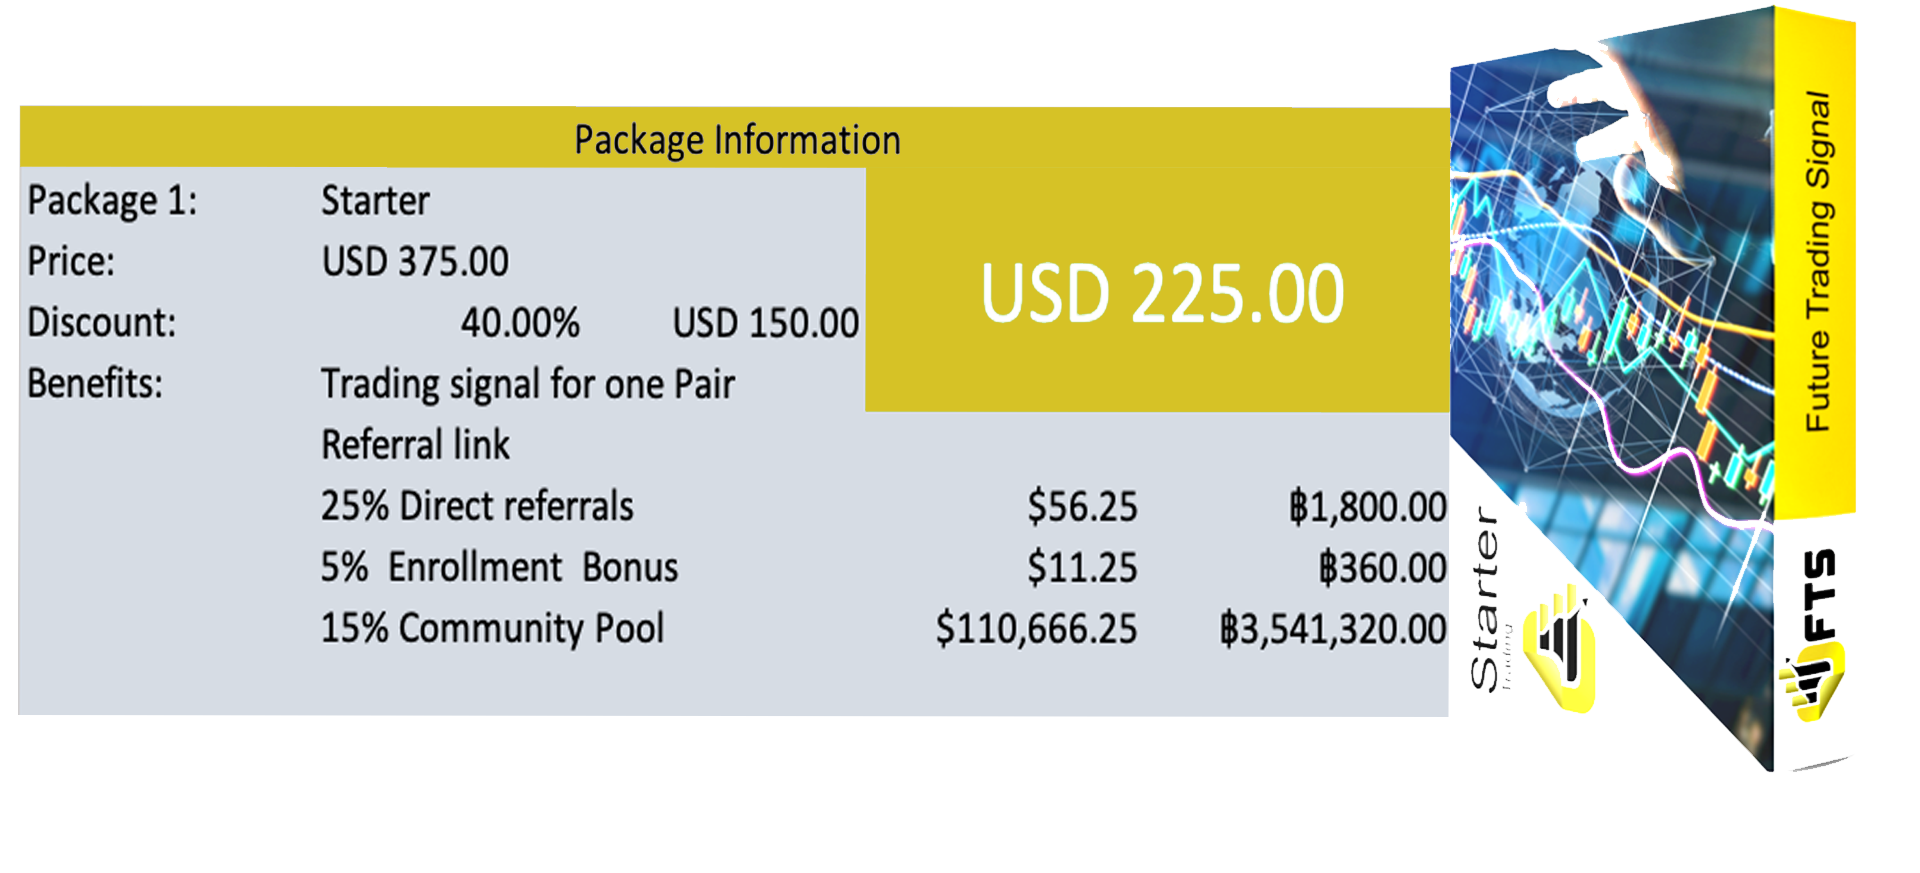 Package Information
Package 1: Starter
Price: USD 375.00
Discount: 40.00% USD 150.00
USD 225.00
Benefits: Trading signal for one Pair
Referral link
25% Direct referrals $56.25 ฿1,800.00
5% Enrollment Bonus $11.25 ฿360.00
15% Community Pool $110,666.25 ฿3,541,320.00
Starter
Trading
Future Trading Signal
FTS